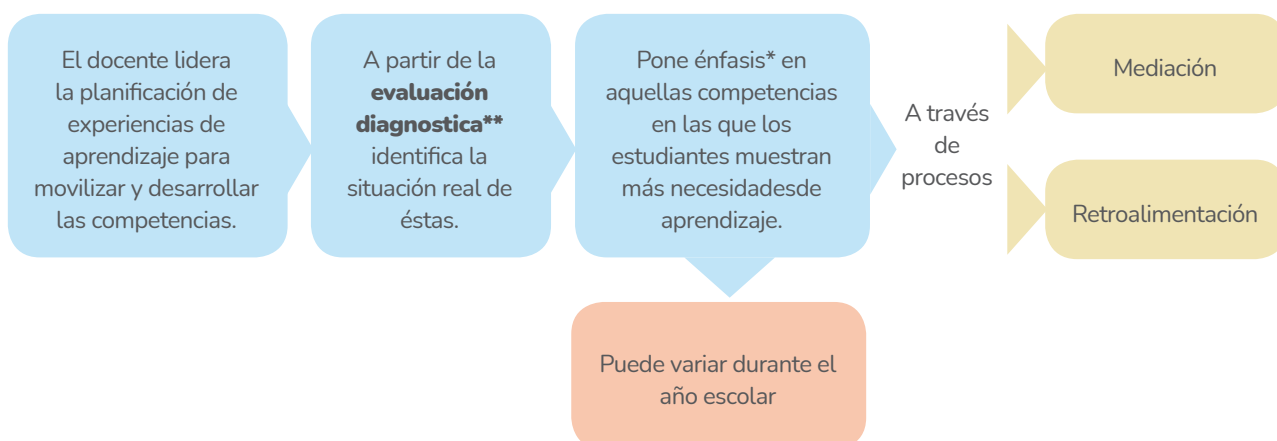 El docente lidera
la planificación de
experiencias de
aprendizaje para
movilizar y desarrollar
las competencias.
A partir de la
evaluación
diagnostica**
identifica la
situación real de
éstas.
Pone énfasis* en
aquellas competencias
en las que los
estudiantes muestran
más necesidadesde
aprendizaje.
A través
de
procesos
Mediación
Retroalimentación
Puede variar durante el
año escolar